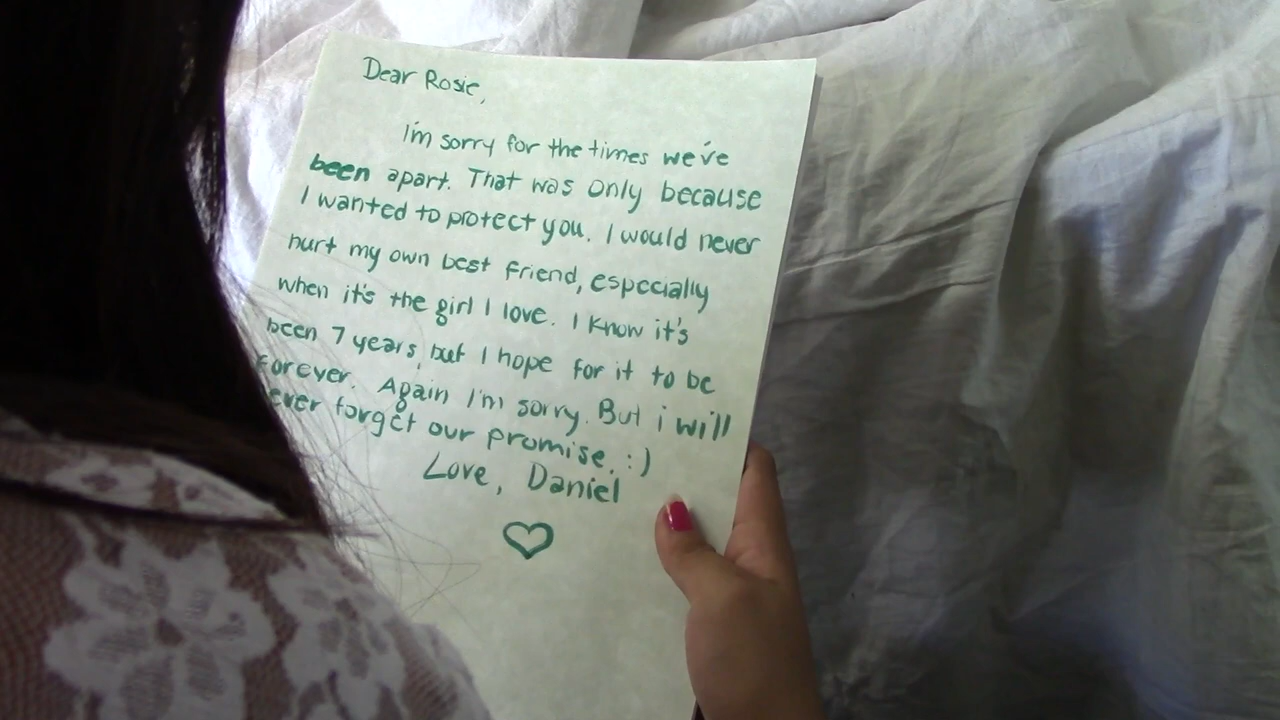 Dear Rosie,
I'm sorry for the times we've
been apart. That was only because
I wanted to protect you. I would never
hurt my own best friend, especially
when it's the girl I love. I know it's
been 7 years, but I hope for it to be
Forever. Again I'm sorry. But i will
ever forget our promise. :)
Love, Daniel